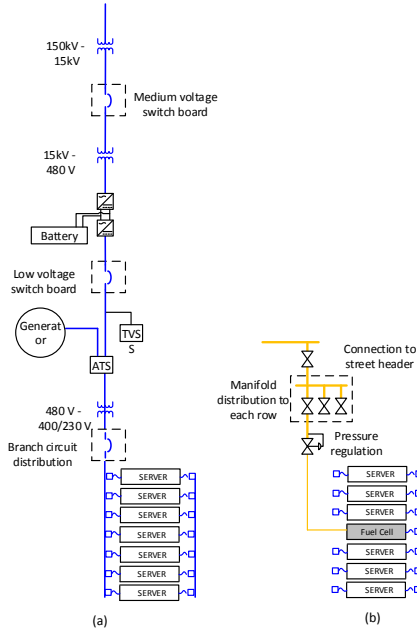 150kV -
15kV
Medium voltage
switch board
15kV -
480 V
Battery
Low voltage
switch board
Generat
or
TVS
S
ATS
480 V -
400/230 V
Branch circuit
distribution
SERVER
SERVER
SERVER
SERVER
SERVER
SERVER
SERVER
(a)
Connection to
street header
Manifold
distribution to
each row
Pressure
regulation
SERVER
SERVER
SERVER
Fuel Cell
SERVER
SERVER
SERVER
(b)